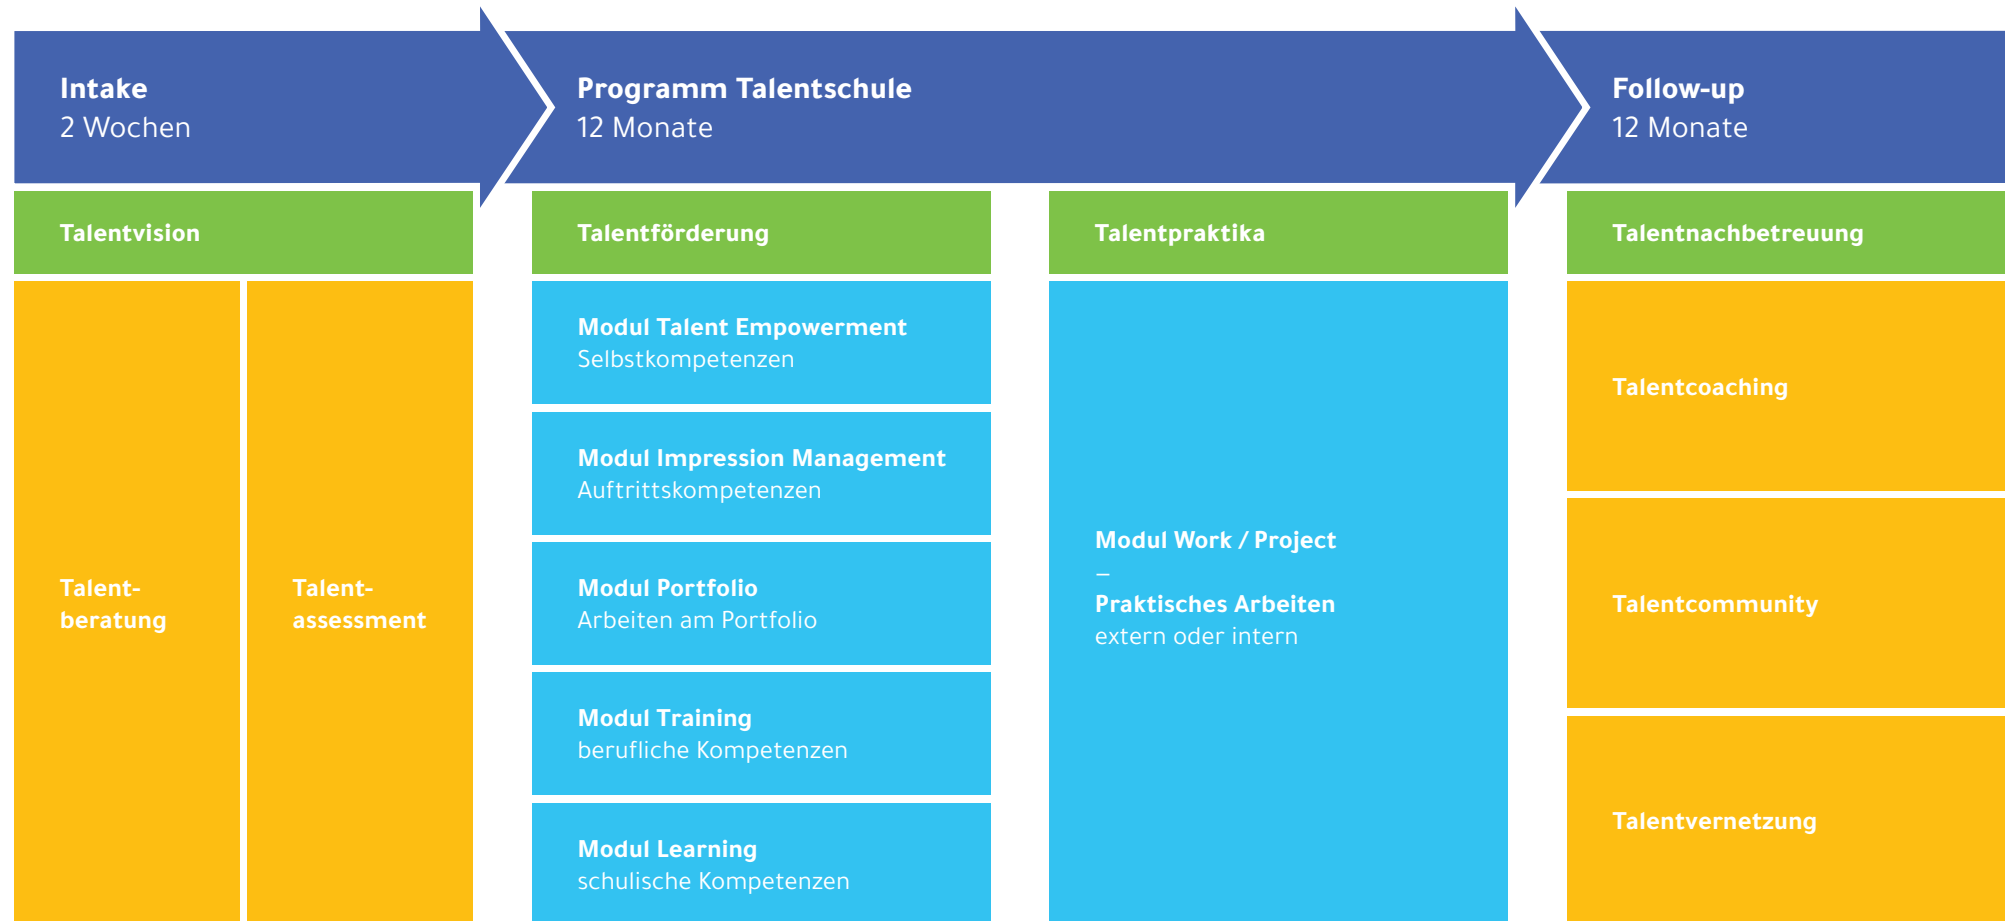 Intake
2 Wochen
Programm Talentschule
12 Monate
Follow-up
12 Monate
Talentvision
Talentförderung
Talentpraktika
Talentnachbetreuung
Talent-
beratung
Talent-
assessment
Modul Talent Empowerment
Selbstkompetenzen
Modul Impression Management
Auftrittskompetenzen
Modul Portfolio
Arbeiten am Portfolio
Modul Training
berufliche Kompetenzen
Modul Learning
schulische Kompetenzen
Modul Work / Project
–
Praktisches Arbeiten
extern oder intern
Talentcoaching
Talentcommunity
Talentvernetzung